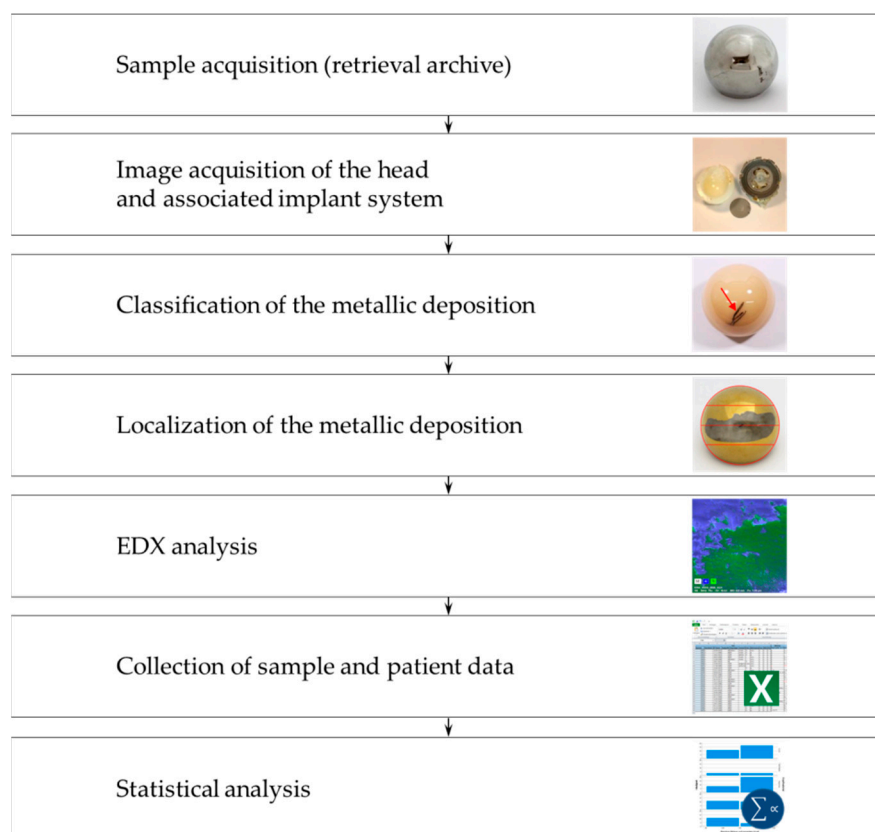 Sample acquisition (retrieval archive)
Image acquisition of the head
and associated implant system
Classification of the metallic deposition
Localization of the metallic deposition
EDX analysis
Collection of sample and patient data
X
Statistical analysis
∑ ∝